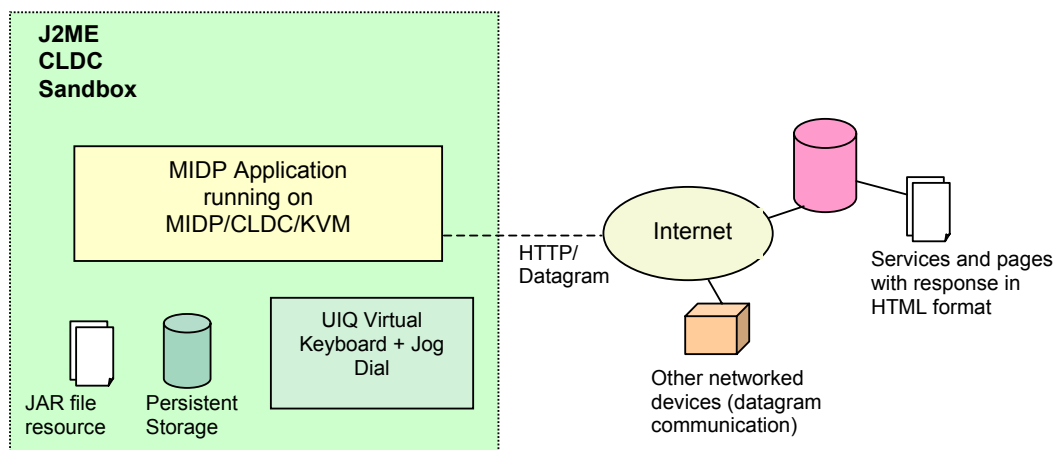 J2ME
CLDC
Sandbox
MIDP Application
running on
MIDP/CLDC/KVM
HTTP/
Datagram
Internet
Services and pages
with response in
HTML format
UIQ Virtual
Keyboard + Jog
Dial
JAR file
resource
Persistent
Storage
Other networked
devices (datagram
communication)